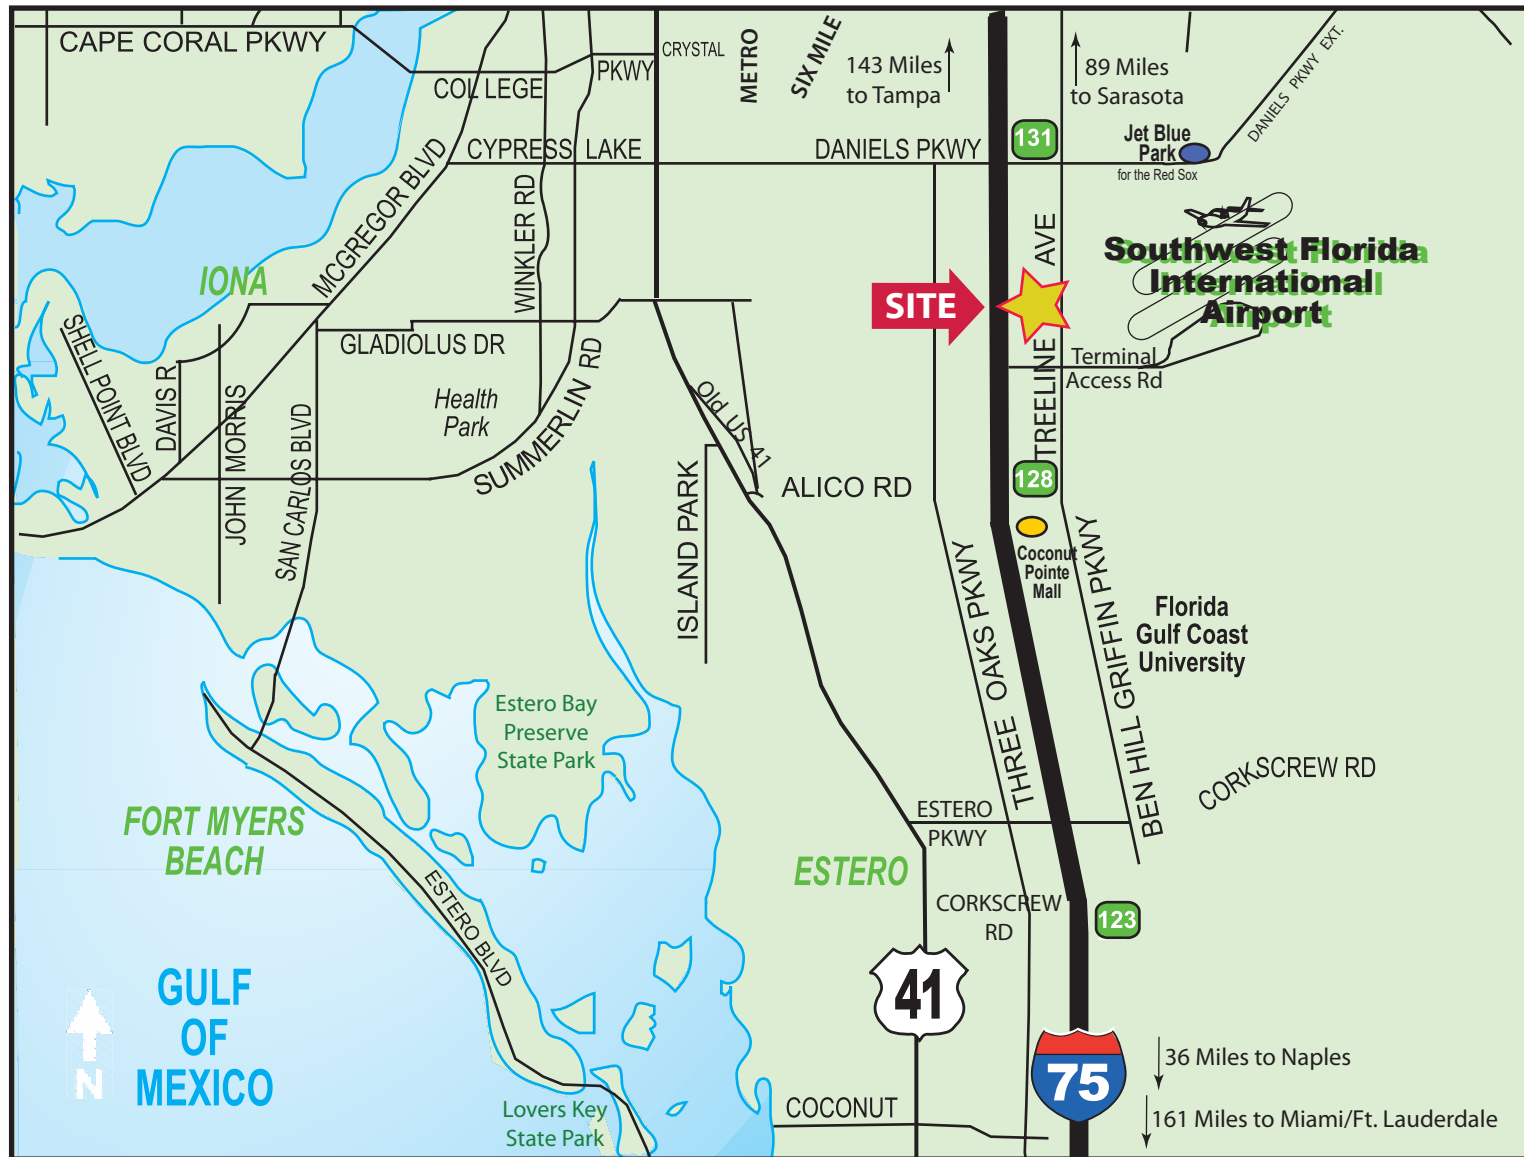 CAPE CORAL PKWY
COL LEGE
PKWY
CRYSTAL
METRO
SIX MILE
143 Miles
to Tampa
89 Miles
to Sarasota
DANIELS PKWY EXT.
131
Jet Blue
Park
for the Red Sox
CYPRESS LAKE
DANIELS PKWY
MCGREGOR BLVD
WINKLER RD
IONA
TREELINE AVE
Southwest Florida
International
Airport
SITE
SHELL POINT BLVD
DAVIS R
GLADIOLUS DR
Terminal
Access Rd
JOHN MORRIS
SAN CARLOS BLVD
Health
Park
SUMMERLIN RD
Old US 41
ISLAND PARK
ALICO RD
128
Coconut
Pointe
Mall
THREE OAKS PKWY
BEN HILL GRIFFIN PKWY
Florida
Gulf Coast
University
Estero Bay
Preserve
State Park
CORKSCREW RD
FORT MYERS
BEACH
ESTERO
PKWY
ESTERO
ESTERO BLVD
CORKSCREW
RD
123
41
GULF
OF
MEXICO
N
75
36 Miles to Naples
161 Miles to Miami/Ft. Lauderdale
Lovers Key
State Park
COCONUT